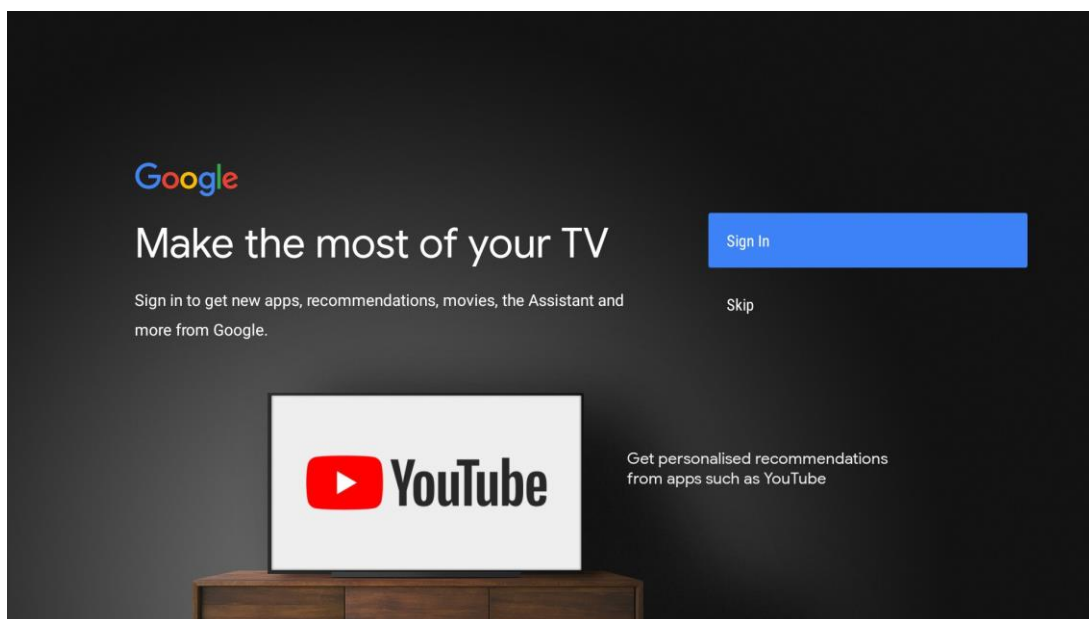 Google
Make the most of your TV
Sign in to get new apps, recommendations, movies, the Assistant and
more from Google.
Sign In
Skip
YouTube
Get personalised recommendations
from apps such as YouTube